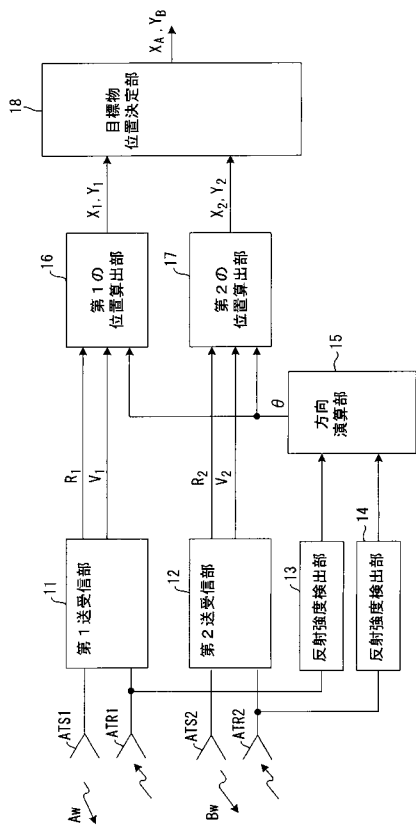 Aw
ATS1
ATR1
11
第1送受信部
R₁
V₁
16
第1の
位置算出部
X₁, Y₁
18
目標物
位置決定部
X_A, Y_B
Bw
ATS2
ATR2
12
第2送受信部
R₂
V₂
17
第2の
位置算出部
X₂, Y₂
13
反射強度検出部
14
反射強度検出部
15
方向
演算部
θ